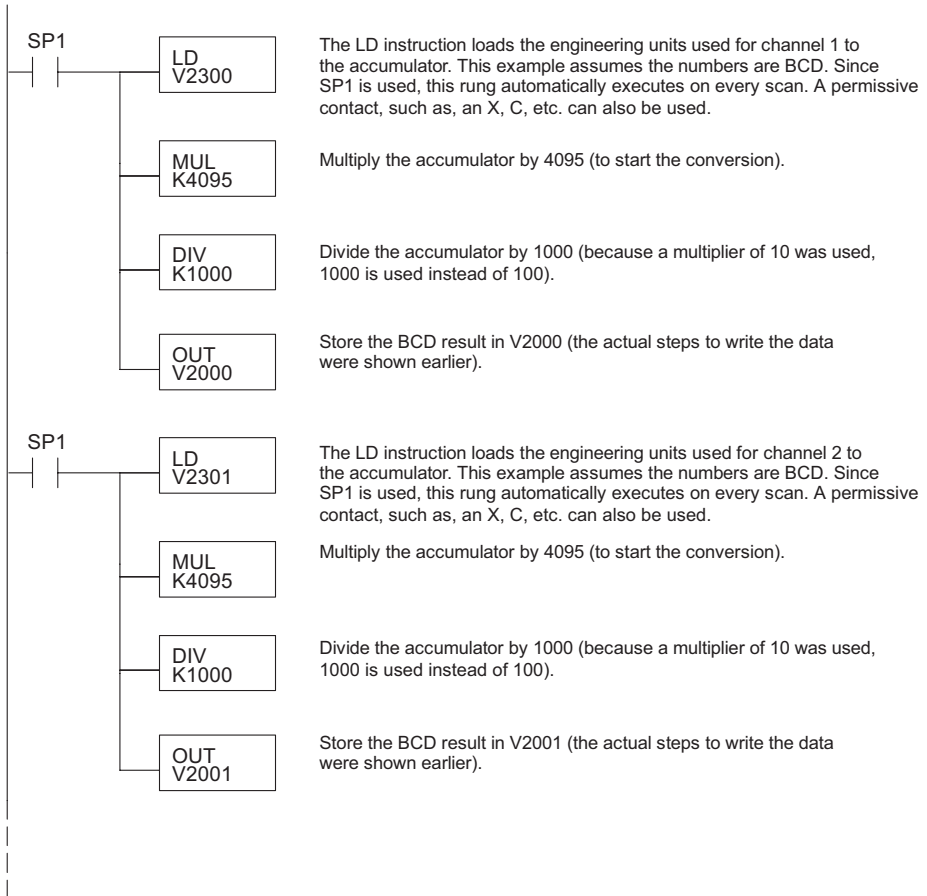 SP1
LD
V2300
The LD instruction loads the engineering units used for channel 1 to
the accumulator. This example assumes the numbers are BCD. Since
SP1 is used, this rung automatically executes on every scan. A permissive
contact, such as, an X, C, etc. can also be used.
MUL
K4095
Multiply the accumulator by 4095 (to start the conversion).
DIV
K1000
Divide the accumulator by 1000 (because a multiplier of 10 was used,
1000 is used instead of 100).
OUT
V2000
Store the BCD result in V2000 (the actual steps to write the data
were shown earlier).
SP1
LD
V2301
The LD instruction loads the engineering units used for channel 2 to
the accumulator. This example assumes the numbers are BCD. Since
SP1 is used, this rung automatically executes on every scan. A permissive
contact, such as, an X, C, etc. can also be used.
MUL
K4095
Multiply the accumulator by 4095 (to start the conversion).
DIV
K1000
Divide the accumulator by 1000 (because a multiplier of 10 was used,
1000 is used instead of 100).
OUT
V2001
Store the BCD result in V2001 (the actual steps to write the data
were shown earlier).